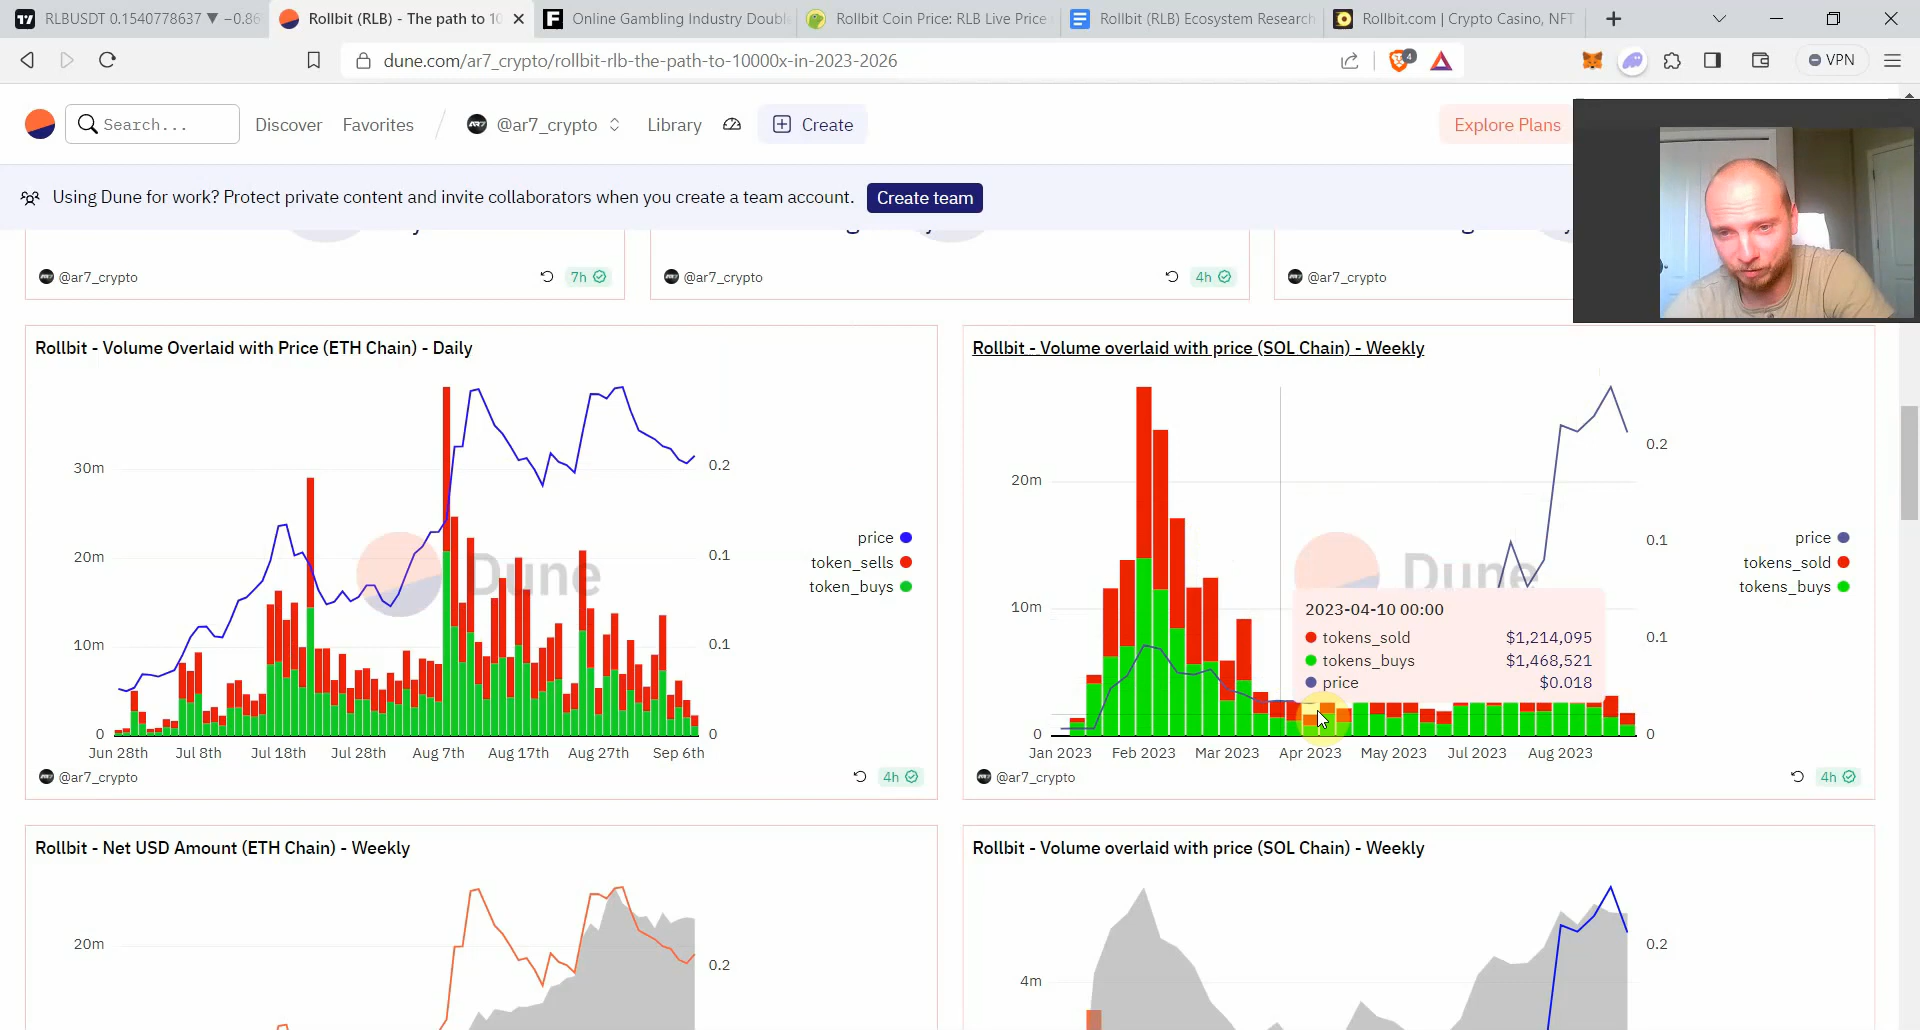 RLBUSDT 0.1540778637 ▼ −0.86
Rollbit (RLB) - The path to 10
Online Gambling Industry Double
Rollbit Coin Price: RLB Live Price
Rollbit (RLB) Ecosystem Research
Rollbit.com | Crypto Casino, NFT
dune.com/ar7_crypto/rollbit-rlb-the-path-to-10000x-in-2023-2026
4
VPN
Search...
Discover
Favorites
@ar7_crypto
Library
Create
Explore Plans
Using Dune for work? Protect private content and invite collaborators when you create a team account.
Create team
@ar7_crypto
7h
@ar7_crypto
4h
@ar7_crypto
Rollbit - Volume Overlaid with Price (ETH Chain) - Daily
30m
20m
10m
0
0.2
0.1
0.1
0
Dune
price
token_sells
token_buys
Jun 28th
Jul 8th
Jul 18th
Jul 28th
Aug 7th
Aug 17th
Aug 27th
Sep 6th
@ar7_crypto
4h
Rollbit - Volume overlaid with price (SOL Chain) - Weekly
20m
10m
0
0.2
0.1
0.1
0
Dune
price
tokens_sold
tokens_buys
2023-04-10 00:00
tokens_sold $1,214,095
tokens_buys $1,468,521
price $0.018
Jan 2023
Feb 2023
Mar 2023
Apr 2023
May 2023
Jul 2023
Aug 2023
@ar7_crypto
4h
Rollbit - Net USD Amount (ETH Chain) - Weekly
20m
0.2
Rollbit - Volume overlaid with price (SOL Chain) - Weekly
4m
0.2